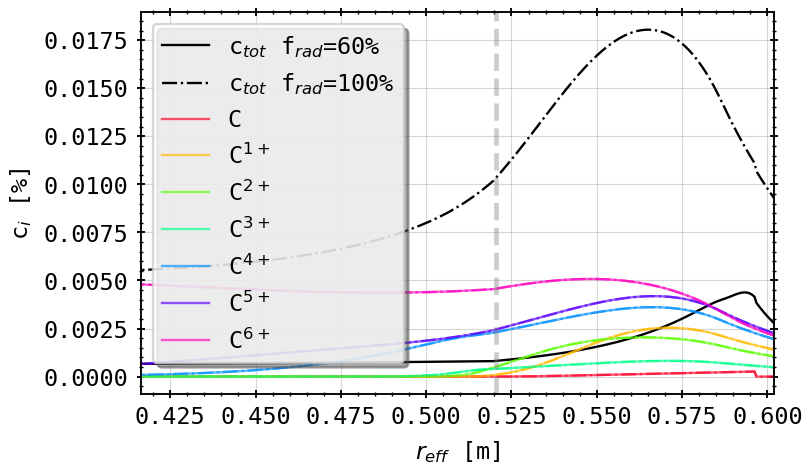 0.0175
0.0150
0.0125
0.0100
0.0075
0.0050
0.0025
0.0000
c_i [%]
c_tot f_rad=60%
c_tot f_rad=100%
C
C^1+
C^2+
C^3+
C^4+
C^5+
C^6+
0.425 0.450 0.475 0.500 0.525 0.550 0.575 0.600
r_eff [m]